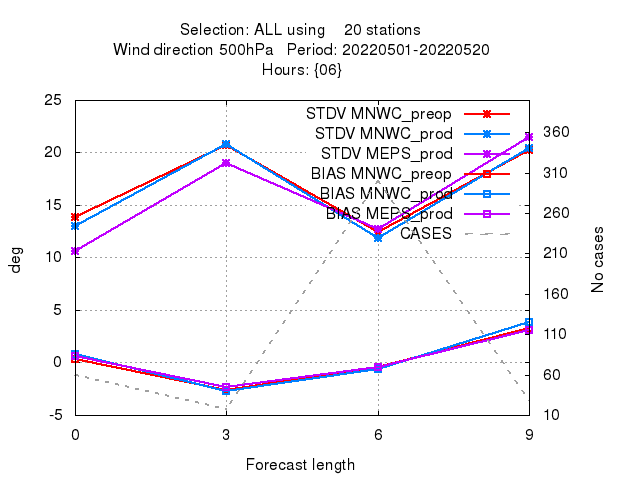 Selection: ALL using    20 stations
Wind direction 500hPa   Period: 20220501-20220520
Hours: {06}
STDV MNWC_preop
STDV MNWC_prod
STDV MEPS_prod
BIAS MNWC_preop
BIAS MNWC_prod
BIAS MEPS_prod
CASES
25
20
15
10
5
0
-5
deg
360
310
260
210
160
110
60
10
No cases
0 3 6 9
Forecast length